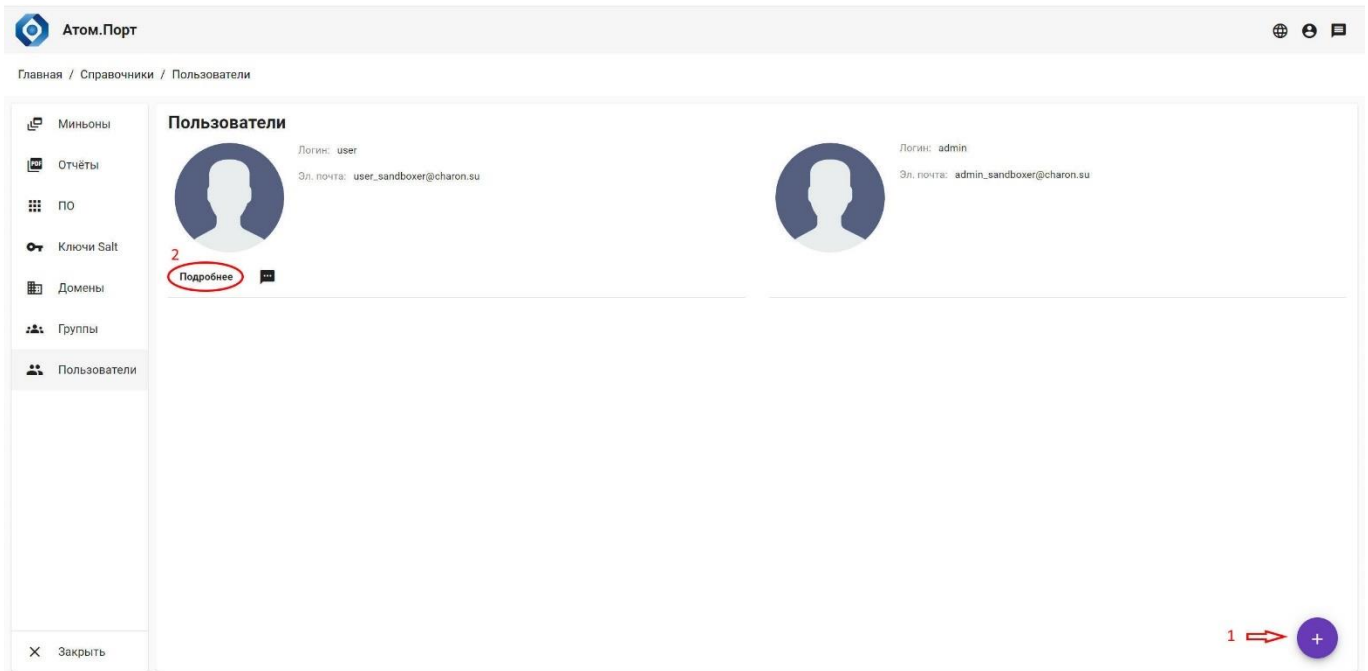 Атом.Порт
Главная / Справочники / Пользователи
Миньоны
Отчёты
ПО
Ключи Salt
Домены
Группы
Пользователи
Закрыть
Пользователи
Логин: user
Эл. почта: user_sandboxer@charon.su
2
Подробнее
Логин: admin
Эл. почта: admin_sandboxer@charon.su
1
+